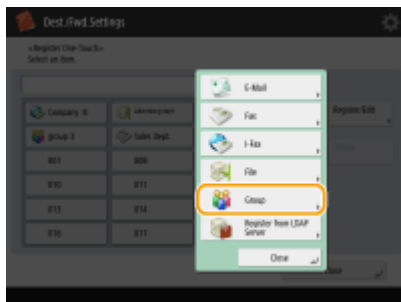 Dest./Fwd. Settings
<Register One-Touch>
Select an item.
Company B
group B
Sales Dept.
007
008
010
011
013
014
016
017
Register/Edit
E-Mail
Fax
I-Fax
File
Group
Register from LDAP
Server
Close